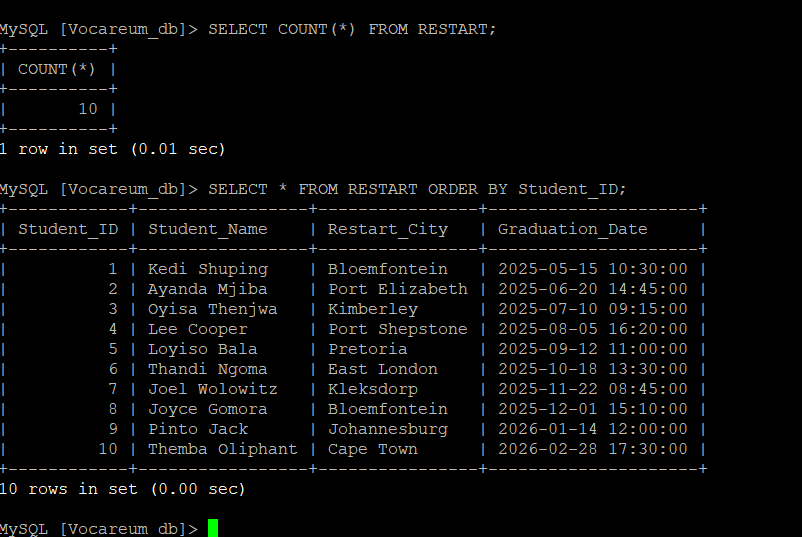 MySQL [Vocareum_db]> SELECT COUNT(*) FROM RESTART;
+----------+
| COUNT(*) |
+----------+
|       10 |
+----------+
1 row in set (0.01 sec)

MySQL [Vocareum_db]> SELECT * FROM RESTART ORDER BY Student_ID;
+------------+-----------------+----------------+---------------------+
| Student_ID | Student_Name    | Restart_City   | Graduation_Date     |
+------------+-----------------+----------------+---------------------+
|          1 | Kedi Shuping    | Bloemfontein   | 2025-05-15 10:30:00 |
|          2 | Ayanda Mjiba    | Port Elizabeth | 2025-06-20 14:45:00 |
|          3 | Oyisa Thenjwa   | Kimberley      | 2025-07-10 09:15:00 |
|          4 | Lee Cooper      | Port Shepstone | 2025-08-05 16:20:00 |
|          5 | Loyiso Bala     | Pretoria       | 2025-09-12 11:00:00 |
|          6 | Thandi Ngoma    | East London    | 2025-10-18 13:30:00 |
|          7 | Joel Wolowitz   | Kleksdorp      | 2025-11-22 08:45:00 |
|          8 | Joyce Gomora    | Bloemfontein   | 2025-12-01 15:10:00 |
|          9 | Pinto Jack      | Johannesburg   | 2026-01-14 12:00:00 |
|         10 | Themba Oliphant | Cape Town      | 2026-02-28 17:30:00 |
+------------+-----------------+----------------+---------------------+
10 rows in set (0.00 sec)

MySQL [Vocareum_db]>